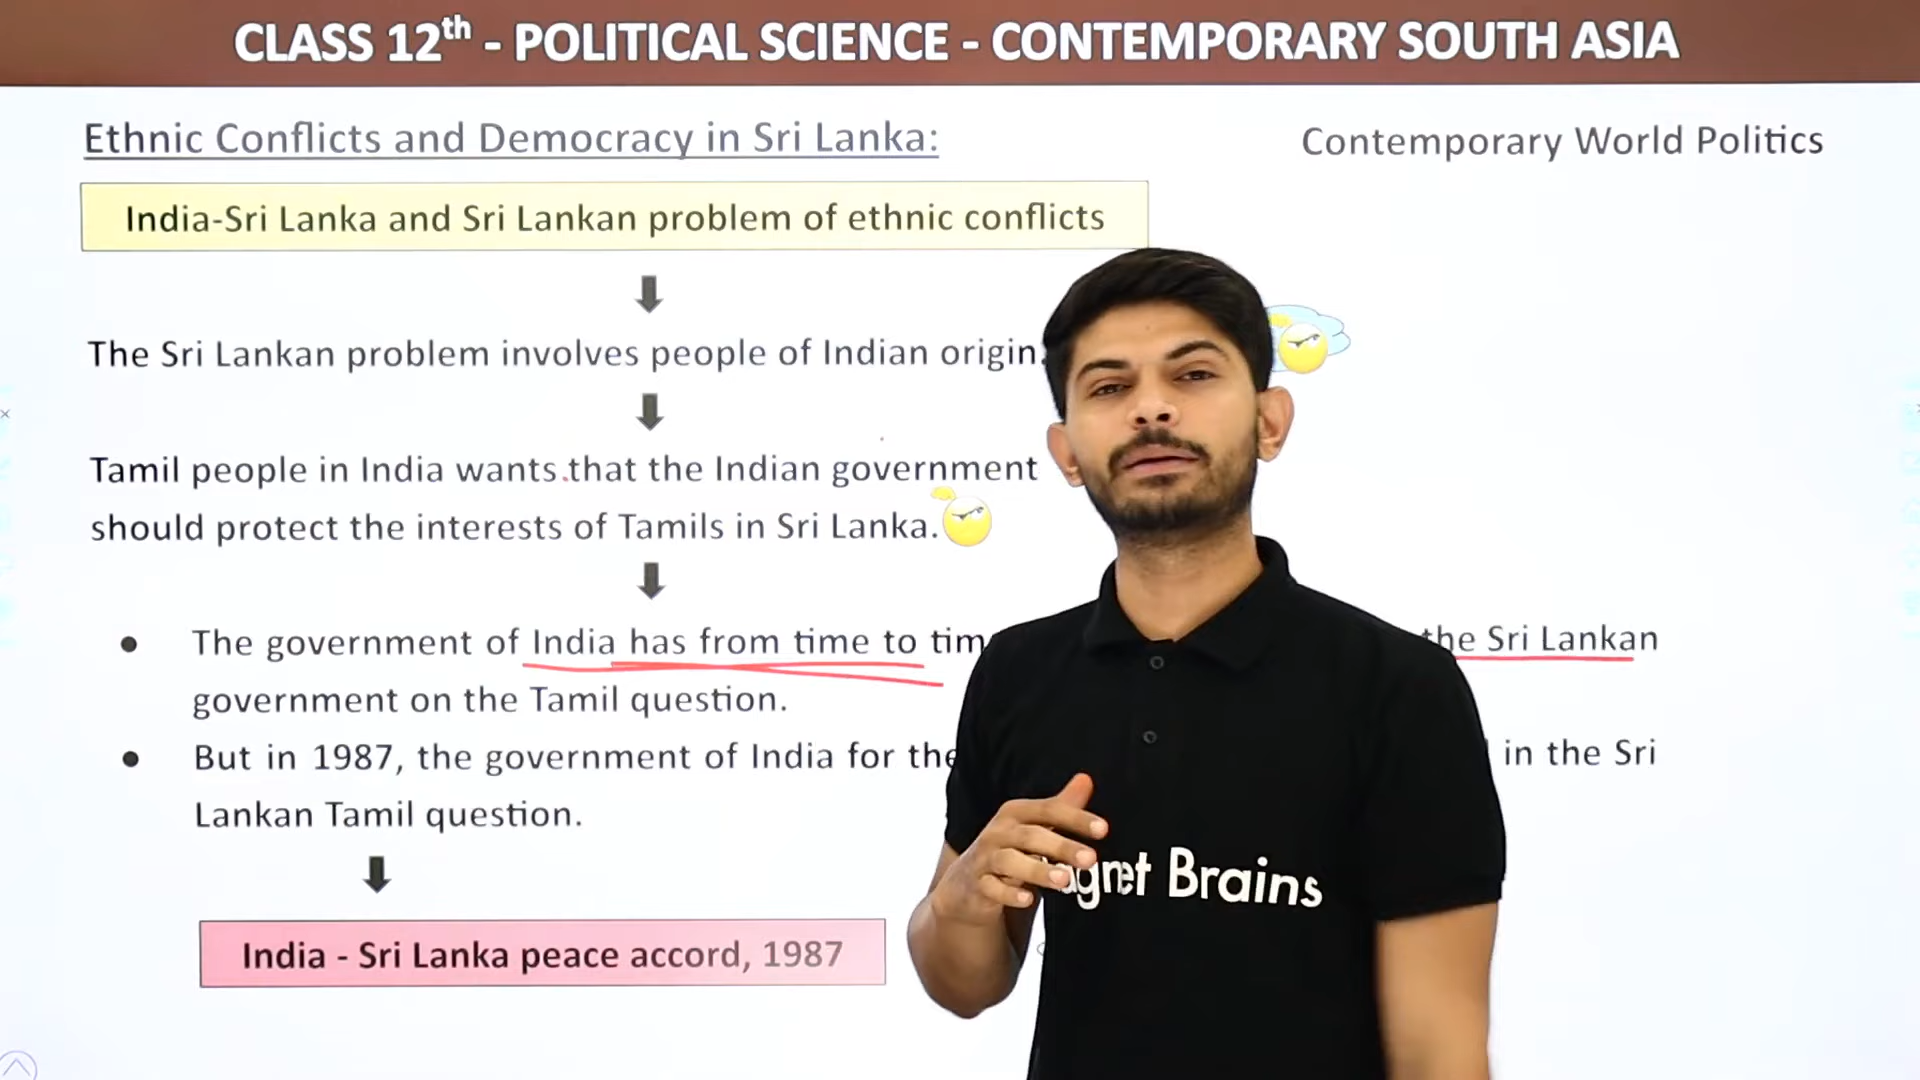 CLASS 12th - POLITICAL SCIENCE - CONTEMPORARY SOUTH ASIA
Ethnic Conflicts and Democracy in Sri Lanka:
Contemporary World Politics
India-Sri Lanka and Sri Lankan problem of ethnic conflicts
The Sri Lankan problem involves people of Indian origin.
Tamil people in India wants that the Indian government
should protect the interests of Tamils in Sri Lanka.
● The government of India has from time to the Sri Lankan
government on the Tamil question.
● But in 1987, the government of India for the in the Sri
Lankan Tamil question.
India - Sri Lanka peace accord, 1987
Brains